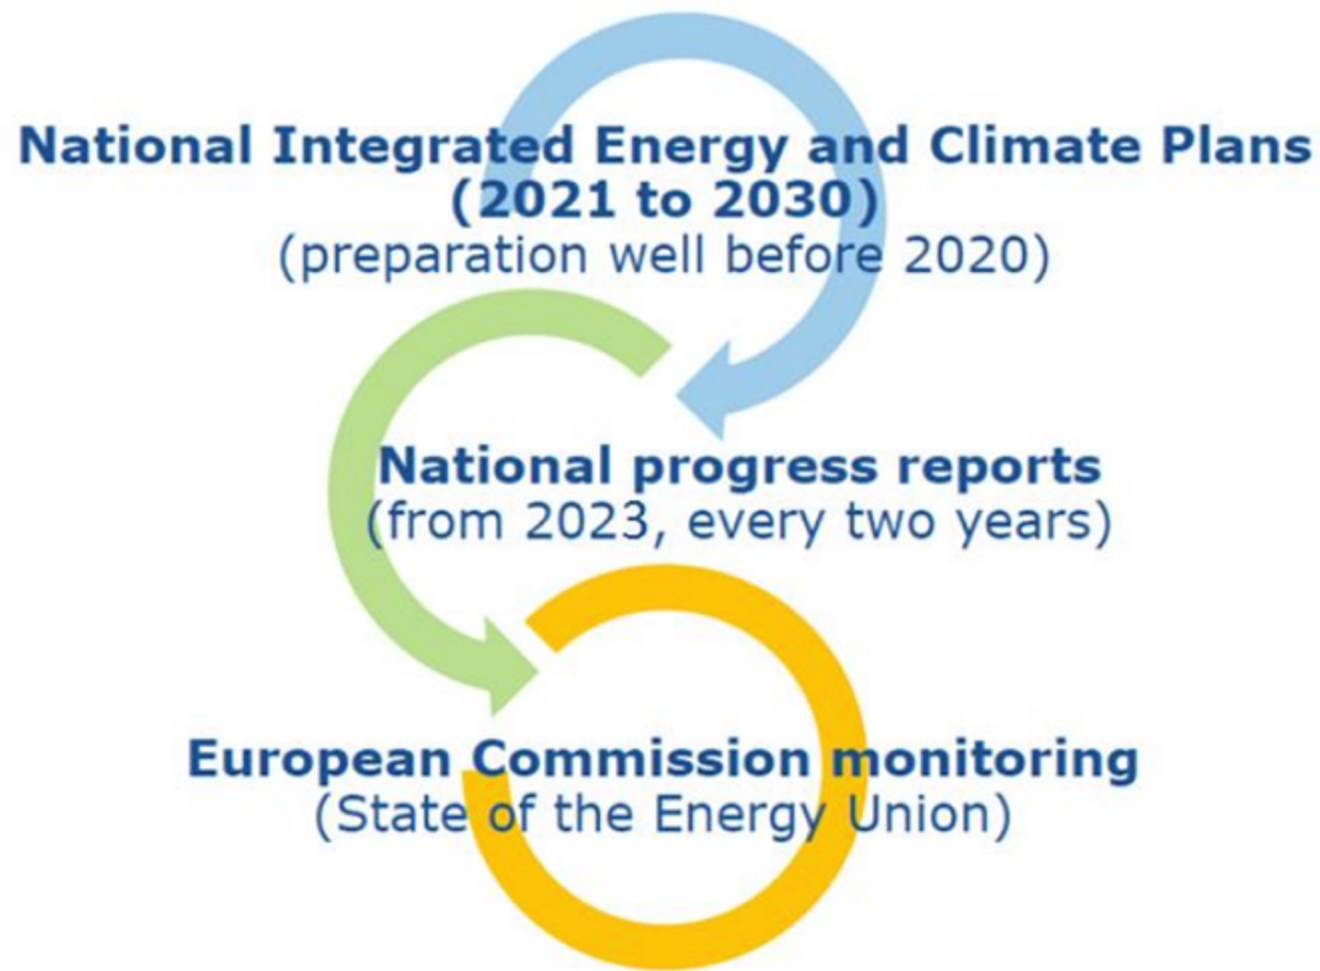 National Integrated Energy and Climate Plans
(2021 to 2030)
(preparation well before 2020)
National progress reports
(from 2023, every two years)
European Commission monitoring
(State of the Energy Union)